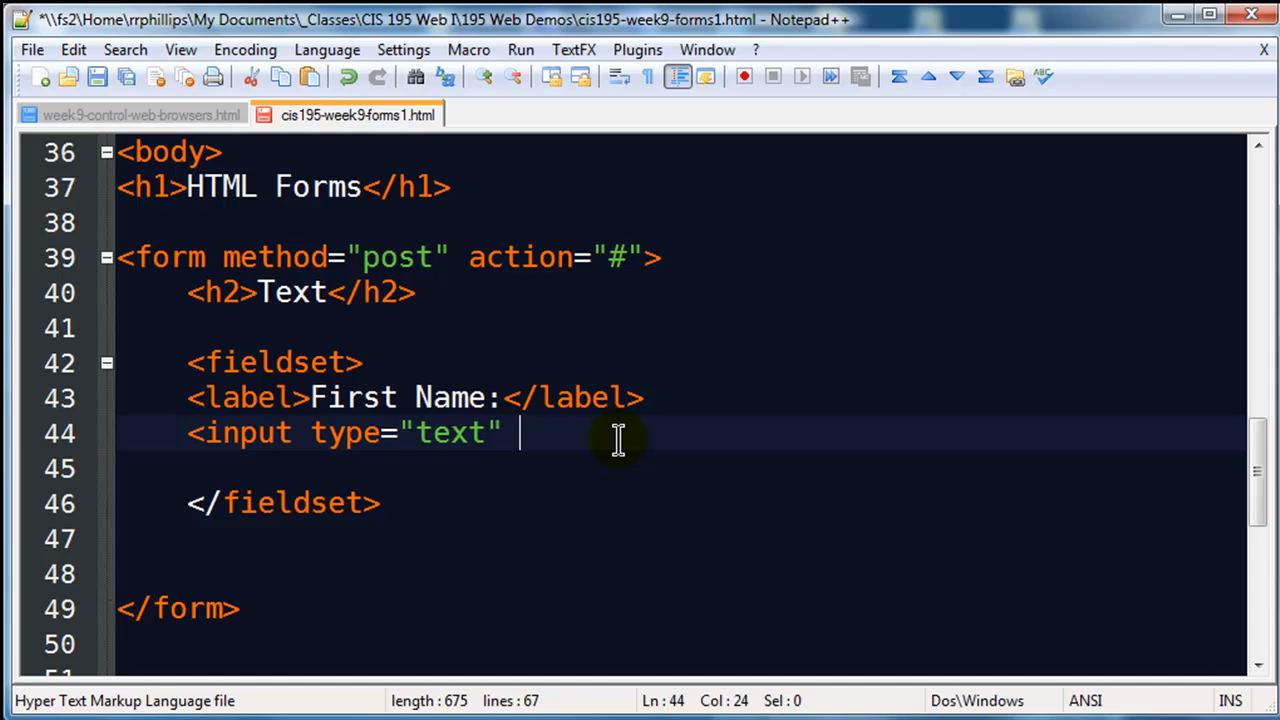 *\\fs2\Home\rrphillips\My Documents\_Classes\CIS 195 Web I\195 Web Demos\cis195-week9-forms1.html - Notepad++
File Edit Search View Encoding Language Settings Macro Run TextFX Plugins Window ? X
week9-control-web-browsers.html cis195-week9-forms1.html
36 <body>
37 <h1>HTML Forms</h1>
38
39 <form method="post" action="#">
40 <h2>Text</h2>
41
42 <fieldset>
43 <label>First Name:</label>
44 <input type="text"
45
46 </fieldset>
47
48
49 </form>
50
51
Hyper Text Markup Language file length : 675 lines : 67 Ln : 44 Col : 24 Sel : 0 Dos\Windows ANSI INS